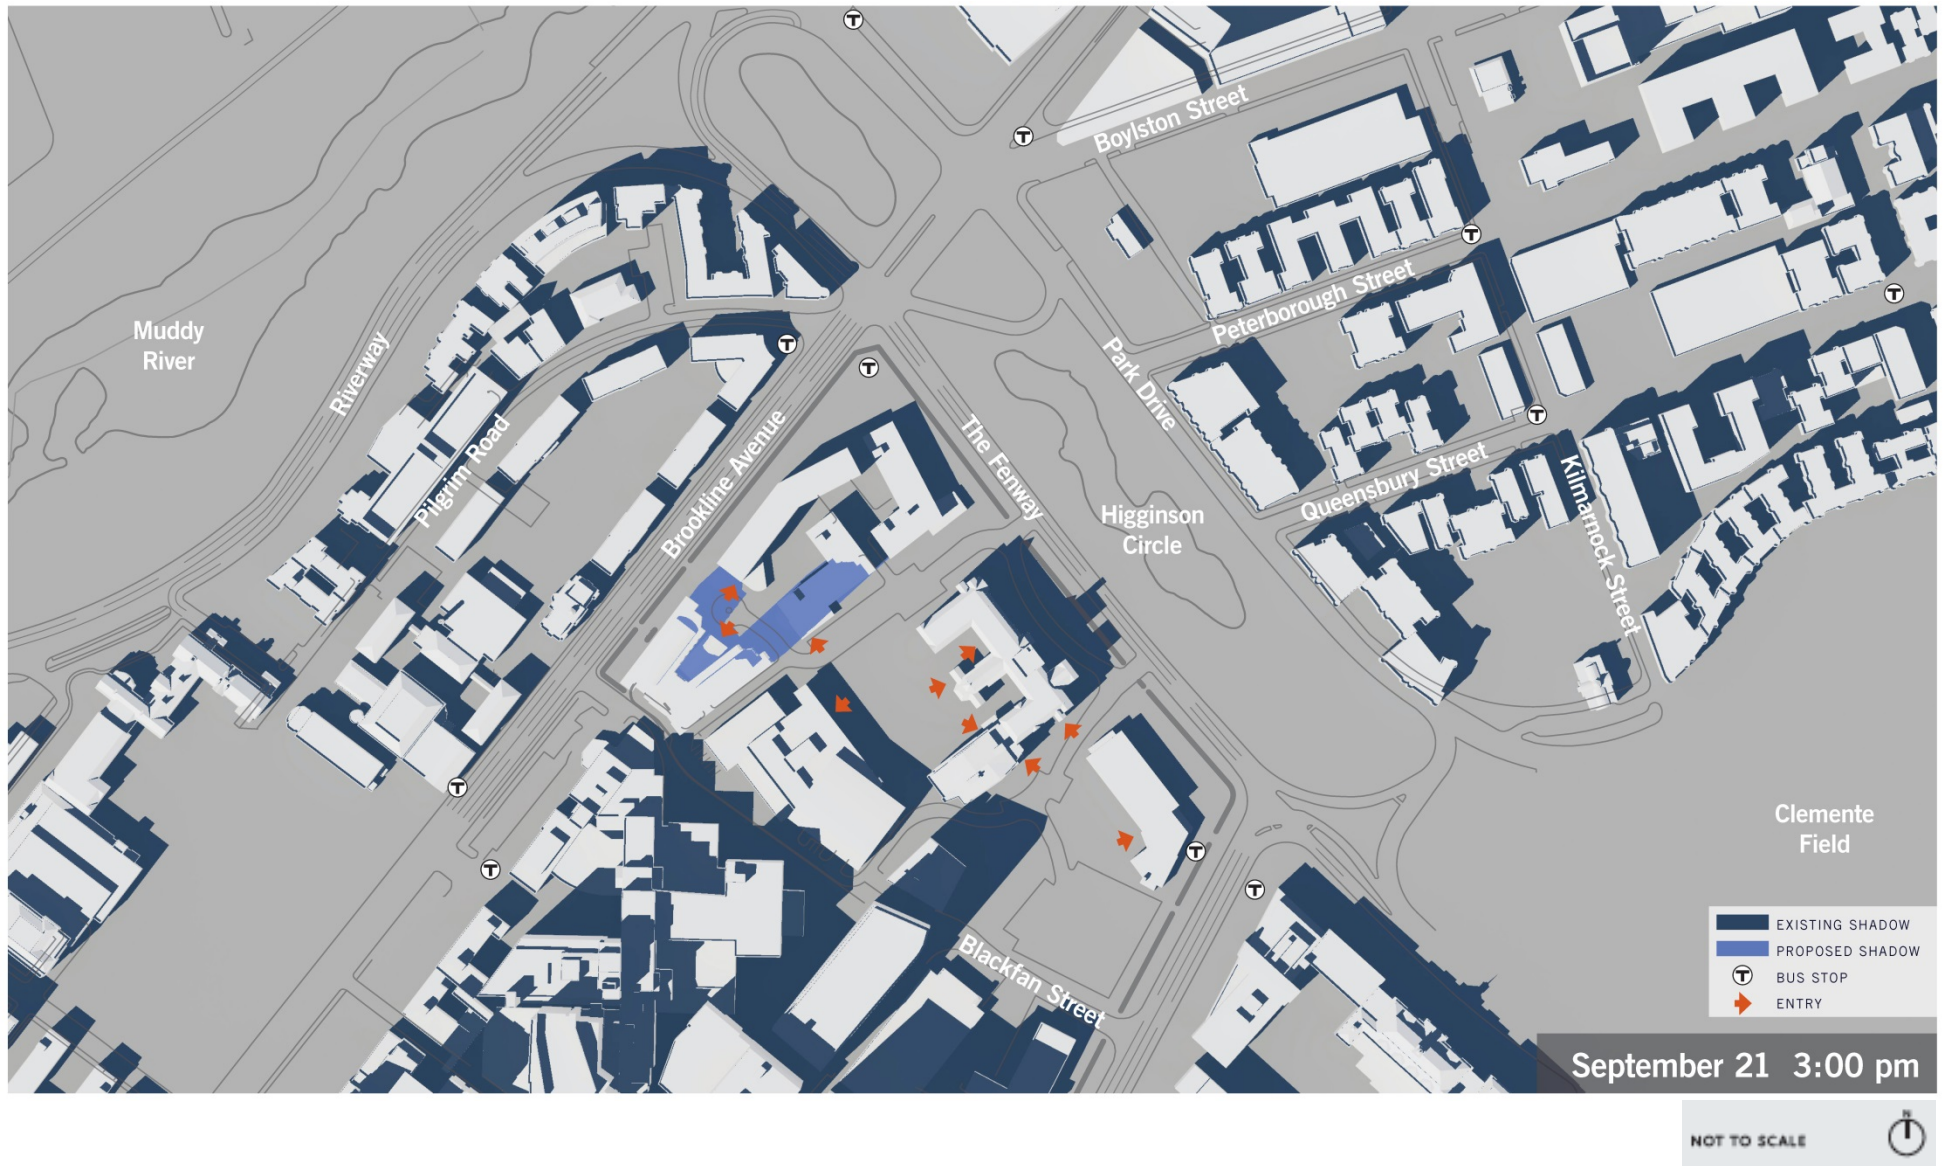 Boylston Street
Muddy
River
Riverway
Peterborough Street
Park Drive
Pilgrim Road
Brookline Avenue
The Fenway
Higginson
Circle
Queensbury Street
Kilmarnock Street
Clemente
Field
Blackfan Street
EXISTING SHADOW
PROPOSED SHADOW
T BUS STOP
ENTRY
September 21 3:00 pm
N
NOT TO SCALE